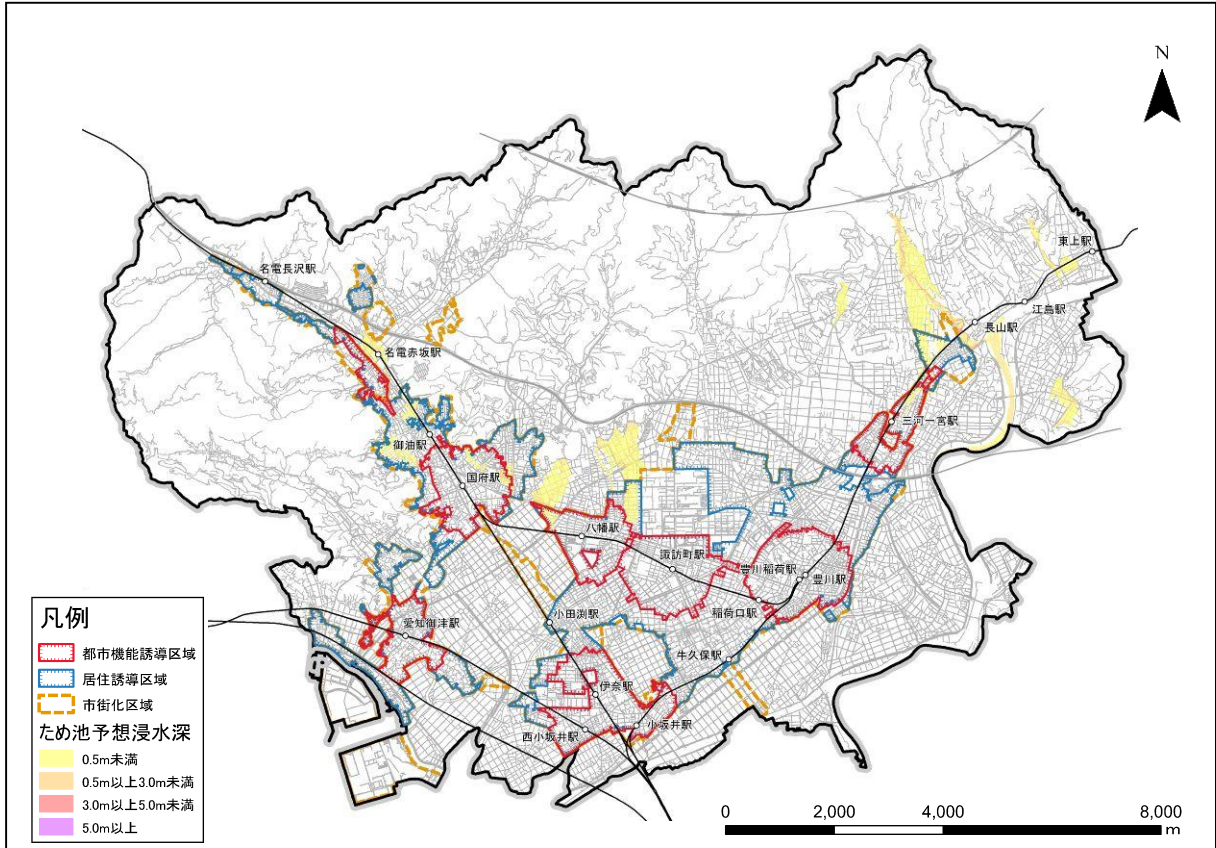 N
東上駅
江島駅
長山駅
名電長沢駅
名電赤坂駅
三河一宮駅
御油駅
国府駅
八幡駅
諏訪町駅
豊川稲荷駅
豊川駅
稲荷口駅
小田渕駅
愛知御津駅
牛久保駅
伊奈駅
小坂井駅
西小坂井駅
凡例
都市機能誘導区域
居住誘導区域
市街化区域
ため池予想浸水深
0.5m未満
0.5m以上3.0m未満
3.0m以上5.0m未満
5.0m以上
0 2,000 4,000 8,000
m